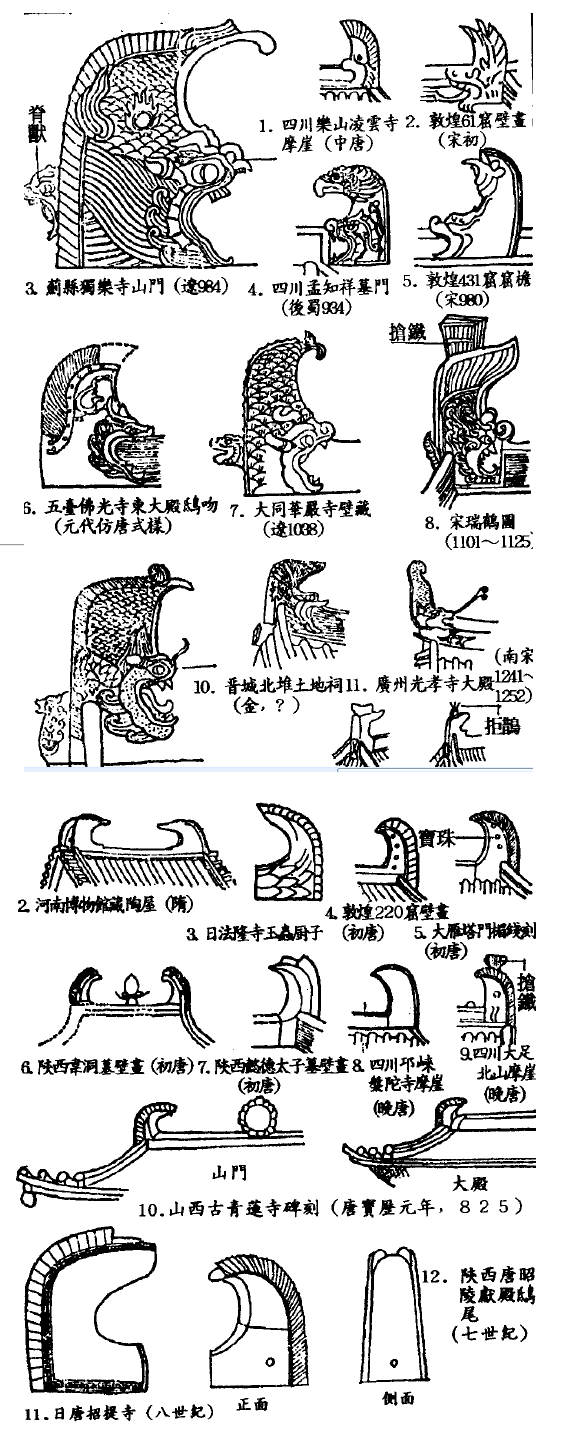 脊獸
1. 四川樂山凌雲寺
摩崖 (中唐)
2. 敦煌61窟壁畫
(宋初)
3. 薊縣獨樂寺山門 (遼984)
4. 四川孟知祥墓門
(後蜀934)
5. 敦煌431窟窟檐
(宋980)
搶鐵
6. 五臺佛光寺東大殿鴟吻
(元代仿唐式樣)
7. 大同華嚴寺壁藏
(遼1038)
8. 宋瑞鶴圖
(1101~1125)
10. 晋城北堆土地祠
(金,?)
11. 廣州光孝寺大殿
(南宋
1241~
1252)
拒鵲
2. 河南博物館藏陶屋 (隋)
3. 日法隆寺玉蟲厨子
4. 敦煌220窟壁畫
(初唐)
寶珠
5. 大雁塔門楣綫刻
(初唐)
6. 陝西韋洞墓壁畫 (初唐)
7. 陝西懿德太子墓壁畫
(初唐)
8. 四川邛崍
盤陀寺摩崖
(晚唐)
搶鐵
9. 四川大足
北山摩崖
(晚唐)
山門
大殿
10. 山西古青蓮寺碑刻 (唐寶歷元年, 825)
11. 日唐招提寺 (八世紀)
正面
側面
12. 陝西唐昭
陵獻殿鴟
尾
(七世紀)